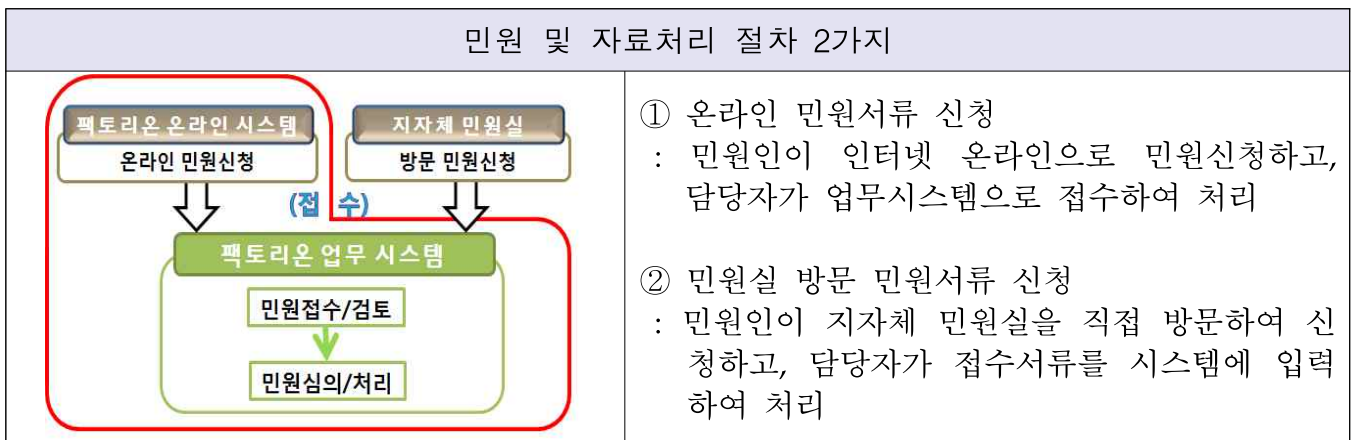 민원 및 자료처리 절차 2가지
팩토리온 온라인 시스템
온라인 민원신청
지자체 민원실
방문 민원신청
(접 수)
팩토리온 업무 시스템
민원접수/검토
민원심의/처리
① 온라인 민원서류 신청
: 민원인이 인터넷 온라인으로 민원신청하고,
담당자가 업무시스템으로 접수하여 처리
② 민원실 방문 민원서류 신청
: 민원인이 지자체 민원실을 직접 방문하여 신
청하고, 담당자가 접수서류를 시스템에 입력
하여 처리